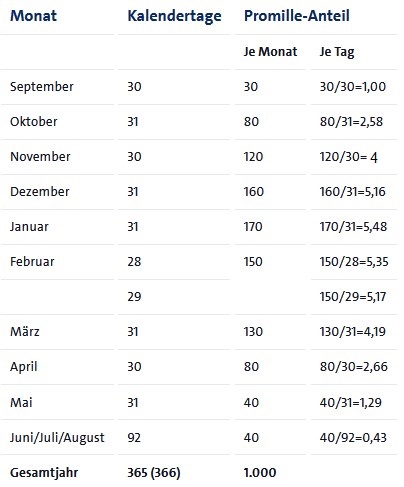 Monat Kalendertage Promille-Anteil
Je Monat Je Tag
September 30 30 30/30=1,00
Oktober 31 80 80/31=2,58
November 30 120 120/30= 4
Dezember 31 160 160/31=5,16
Januar 31 170 170/31=5,48
Februar 28 150 150/28=5,35
29 150/29=5,17
März 31 130 130/31=4,19
April 30 80 80/30=2,66
Mai 31 40 40/31=1,29
Juni/Juli/August 92 40 40/92=0,43
Gesamtjahr 365 (366) 1.000